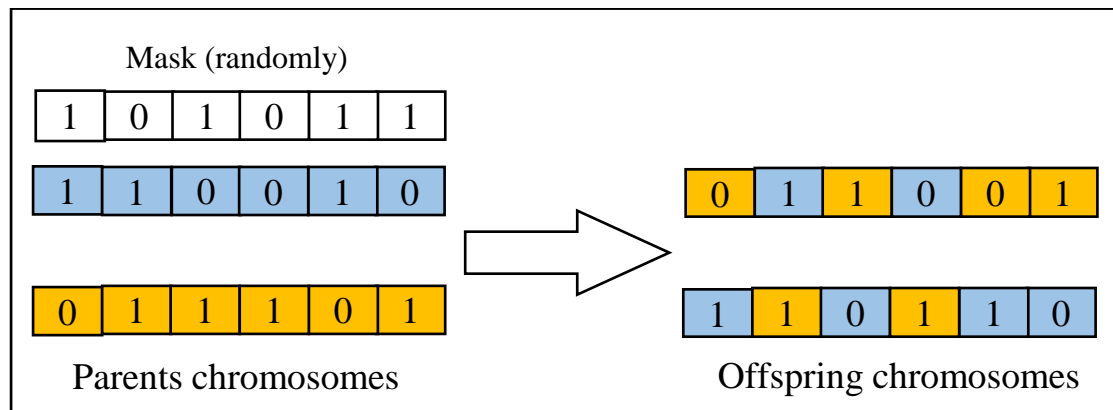 Mask (randomly)
1 0 1 0 1 1
1 1 0 0 1 0
0 1 1 1 0 1
Parents chromosomes
0 1 1 0 0 1
1 1 0 1 1 0
Offspring chromosomes